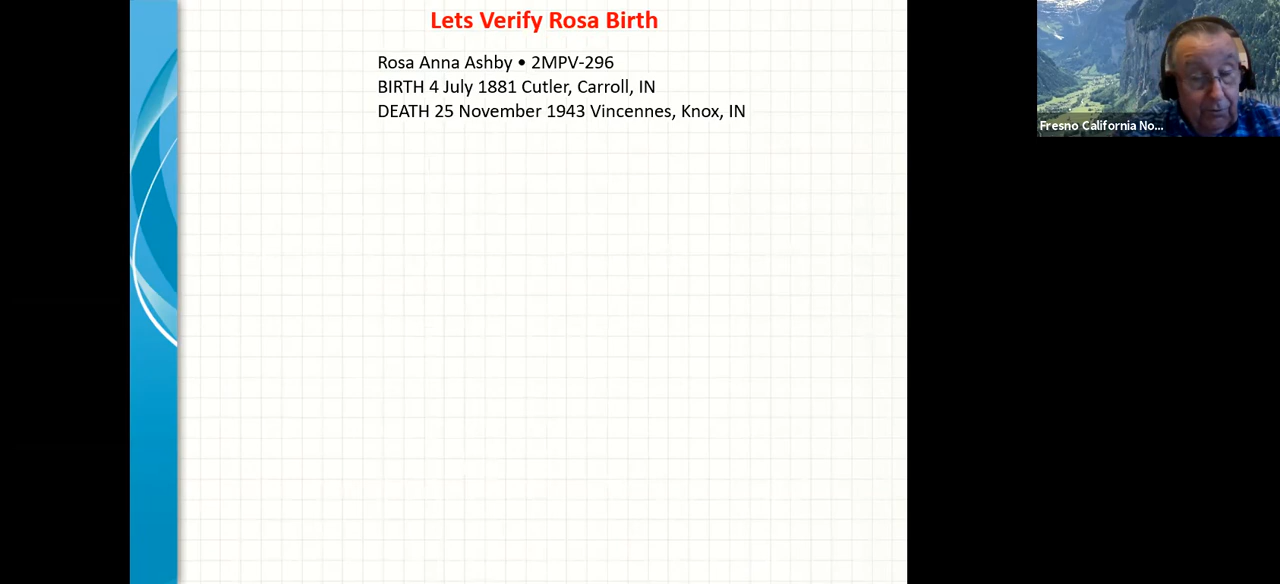 Lets Verify Rosa Birth
Rosa Anna Ashby • 2MPV-296
BIRTH 4 July 1881 Cutler, Carroll, IN
DEATH 25 November 1943 Vincennes, Knox, IN
Fresno California No...